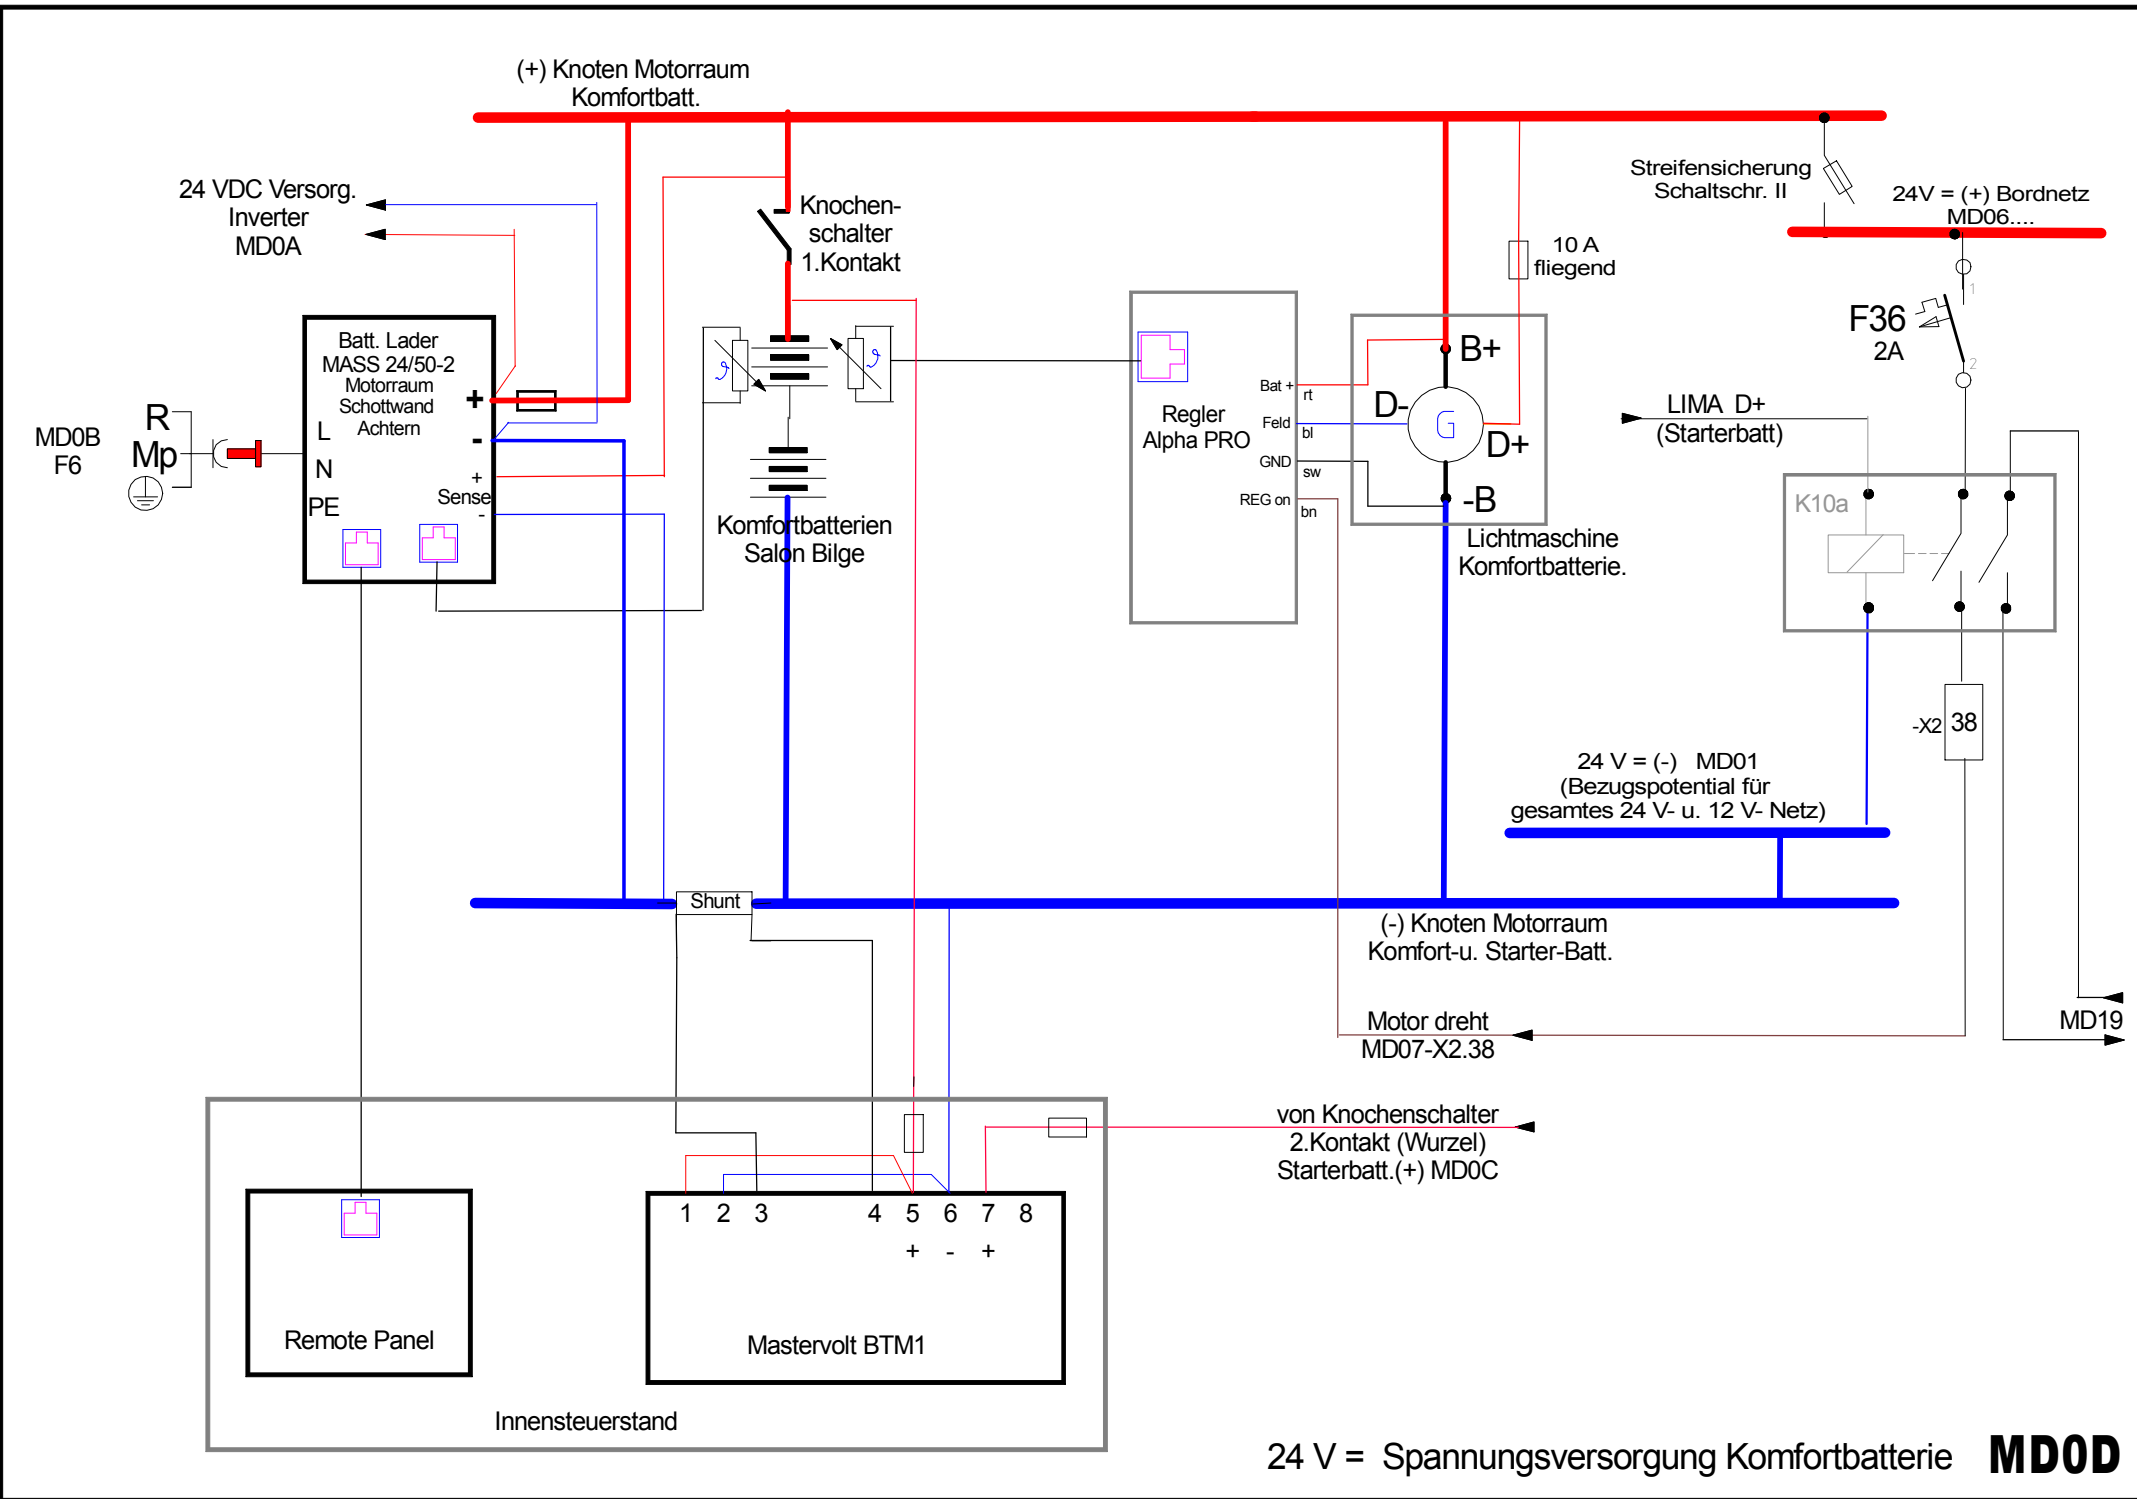 (+) Knoten Motorraum
Komfortbatt.
24 VDC Versorg.
Inverter
MD0A
Knochen-
schalter
1.Kontakt
Streifensicherung
Schaltschr. II
24V = (+) Bordnetz
MD06....
10 A
fliegend
F36
2A
1
2
Batt. Lader
MASS 24/50-2
Motorraum
Schottwand
Achtern
+
-
+
Sense
-
L
N
PE
R
Mp
MD0B
F6
ϑ
ϑ
Komfortbatterien
Salon Bilge
Regler
Alpha PRO
Bat +
rt
Feld
bl
GND
sw
REG on
bn
B+
D-
G
D+
-B
Lichtmaschine
Komfortbatterie.
LIMA D+
(Starterbatt)
K10a
-X2
38
24 V = (-) MD01
(Bezugspotential für
gesamtes 24 V- u. 12 V- Netz)
Shunt
(-) Knoten Motorraum
Komfort-u. Starter-Batt.
Motor dreht
MD07-X2.38
MD19
von Knochenschalter
2.Kontakt (Wurzel)
Starterbatt.(+) MD0C
1 2 3 4 5 6 7 8
+ - +
Remote Panel
Mastervolt BTM1
Innensteuerstand
24 V = Spannungsversorgung Komfortbatterie MD0D